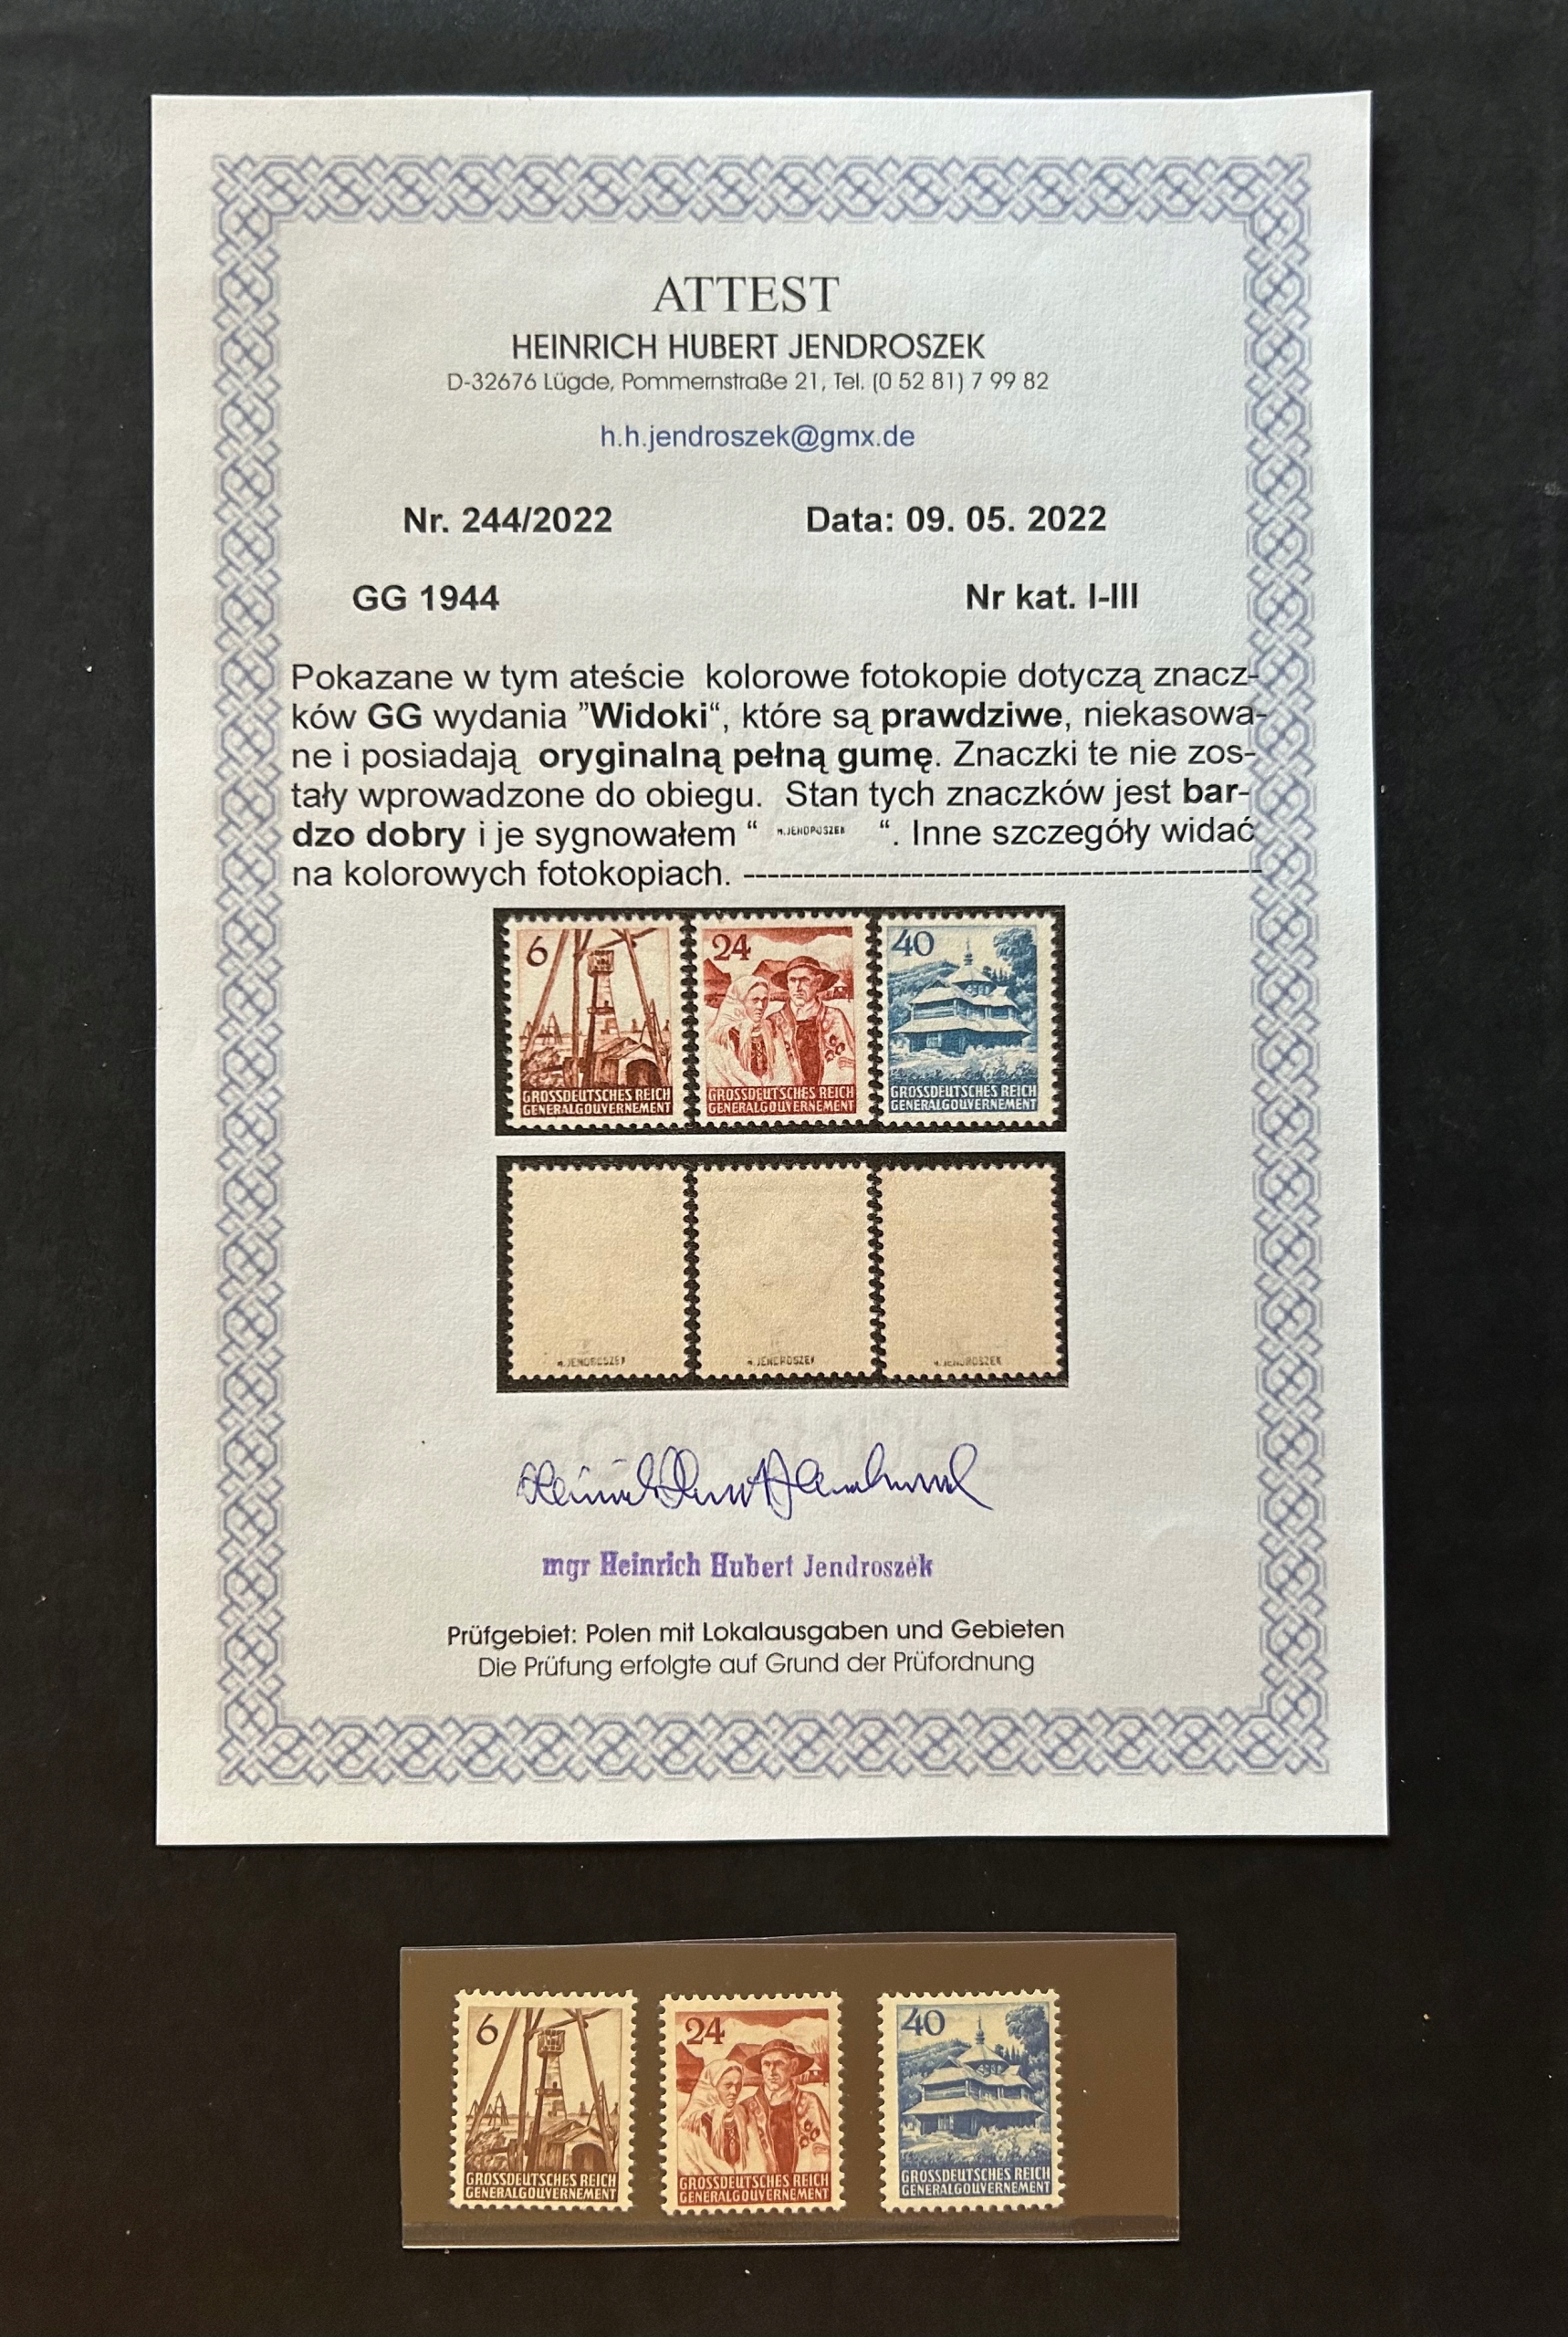 ATTEST
HEINRICH HUBERT JENDROSZEK
D-32676 Lügde, Pommernstraße 21, Tel. (0 52 81) 7 99 82
h.h.jendroszek@gmx.de
Nr. 244/2022 Data: 09. 05. 2022
GG 1944 Nr kat. I-III
Pokazane w tym ateście kolorowe fotokopie dotyczą znacz-
ków GG wydania ”Widoki“, które są prawdziwe, niekasowa-
ne i posiadają oryginalną pełną gumę. Znaczki te nie zos-
tały wprowadzone do obiegu. Stan tych znaczków jest bar-
dzo dobry i je sygnowałem “ H.JENDROSZEK “. Inne szczegóły widać
na kolorowych fotokopiach. -------------------------------------------
6 24 40
GROSSDEUTSCHES REICH GROSSDEUTSCHES REICH GROSSDEUTSCHES REICH
GENERALGOUVERNEMENT GENERALGOUVERNEMENT GENERALGOUVERNEMENT
H. JENDROSZEK H. JENDROSZEK H. JENDROSZEK
mgr Heinrich Hubert Jendroszek
Prüfgebiet: Polen mit Lokalausgaben und Gebieten
Die Prüfung erfolgte auf Grund der Prüfordnung
6 24 40
GROSSDEUTSCHES REICH GROSSDEUTSCHES REICH GROSSDEUTSCHES REICH
GENERALGOUVERNEMENT GENERALGOUVERNEMENT GENERALGOUVERNEMENT